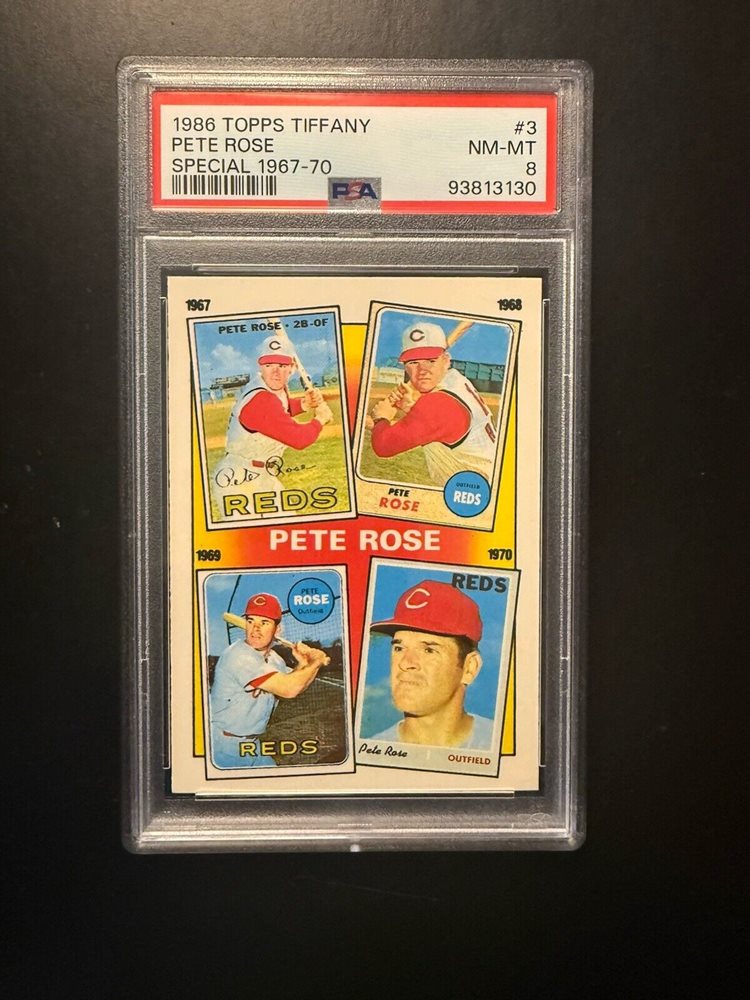 1986 TOPPS TIFFANY #3
PETE ROSE NM-MT
SPECIAL 1967-70 8
PSA 93813130
1967 1968
PETE ROSE • 2B-OF
C
C
Pete Rose
REDS
OUTFIELD
REDS
PETE
ROSE
PETE ROSE
1969 1970
PETE
ROSE
Outfield
C
REDS
REDS
C
Pete Rose
OUTFIELD